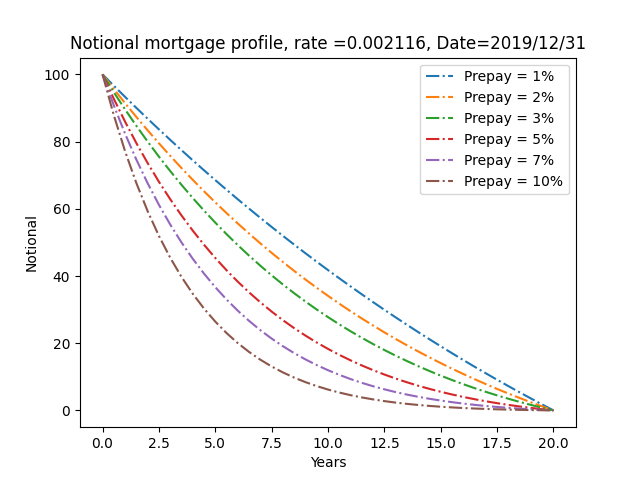 Notional mortgage profile, rate =0.002116, Date=2019/12/31
Prepay = 1%
Prepay = 2%
Prepay = 3%
Prepay = 5%
Prepay = 7%
Prepay = 10%
Notional
100
80
60
40
20
0
0.0 2.5 5.0 7.5 10.0 12.5 15.0 17.5 20.0
Years